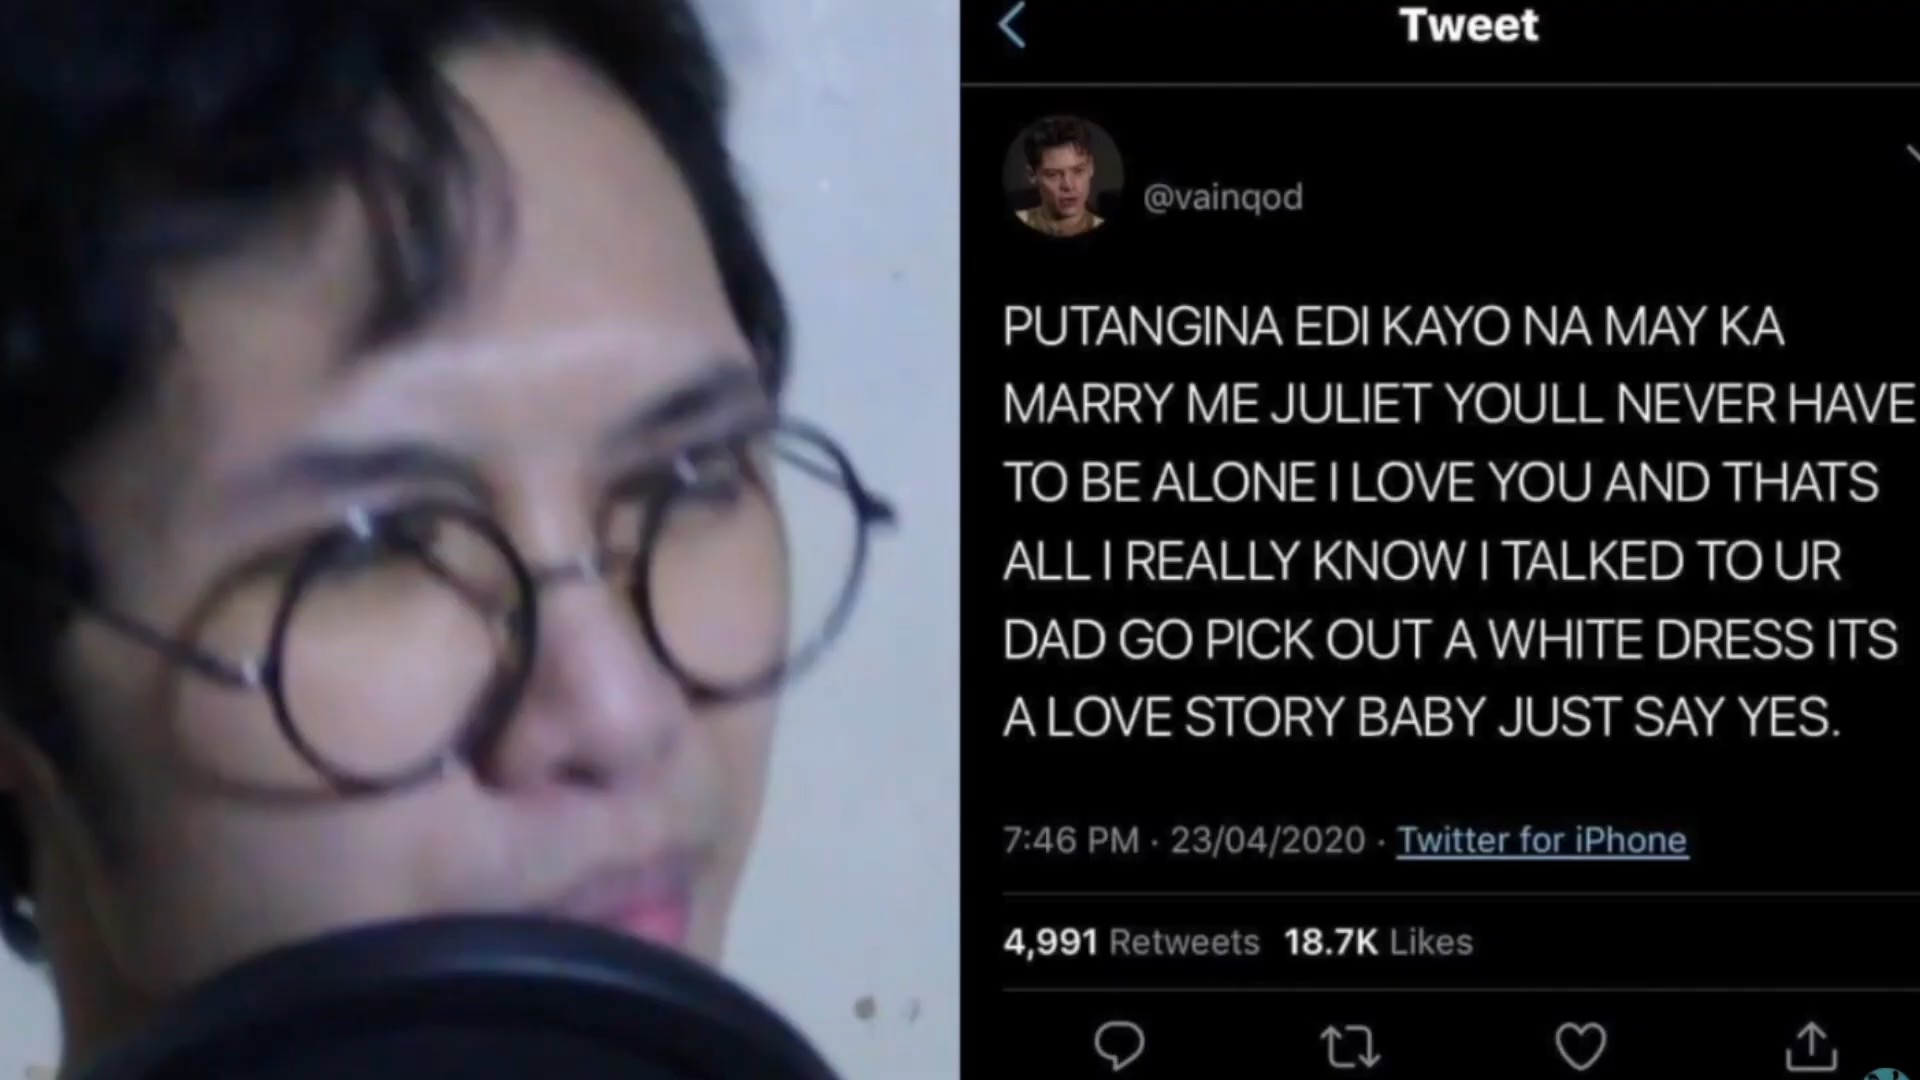 Tweet
@vainqod
PUTANGINA EDI KAYO NA MAY KA
MARRY ME JULIET YOULL NEVER HAVE
TO BE ALONE I LOVE YOU AND THATS
ALL I REALLY KNOW I TALKED TO UR
DAD GO PICK OUT A WHITE DRESS ITS
A LOVE STORY BABY JUST SAY YES.
7:46 PM · 23/04/2020 · Twitter for iPhone
4,991 Retweets 18.7K Likes